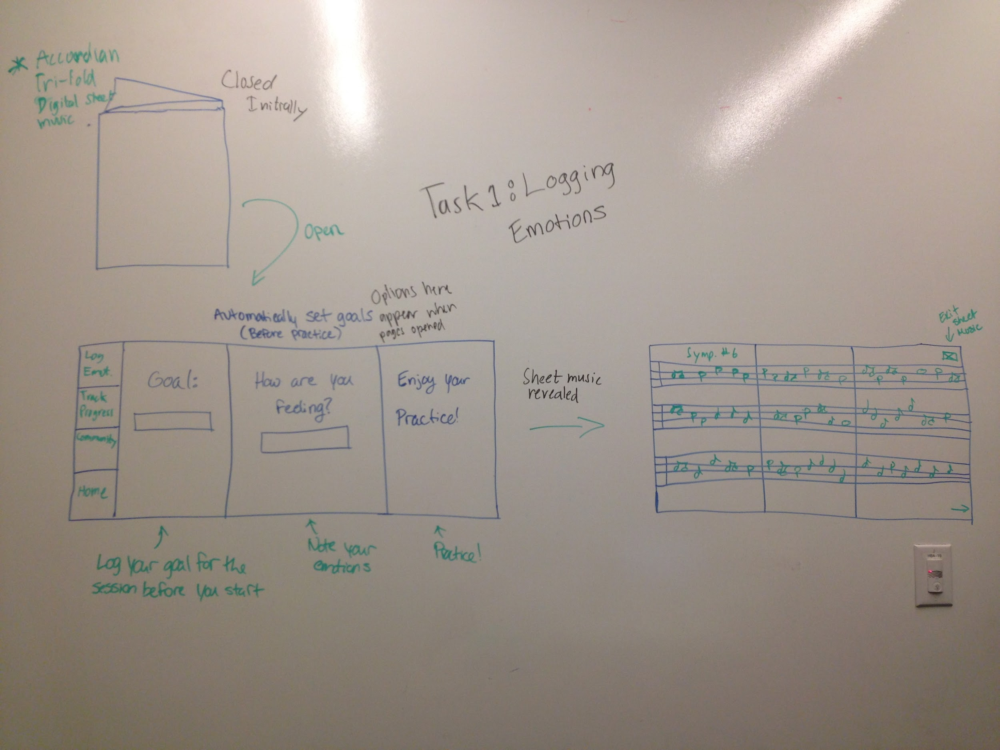 * Accordian
Tri-fold
Digital sheet
music
Closed
Initially
Open
Task 1: Logging
Emotions
Automatically set goals
(Before practice)
Options here
appear when
pages opened
Log
Emot.
Track
Progress
Community
Home
Goal:
How are you
feeling?
Enjoy your
Practice!
Log your goal for the
session before you start
Note your
emotions
Practice!
Sheet music
revealed
Exit
sheet
Music
Symp. #6
HBA-19